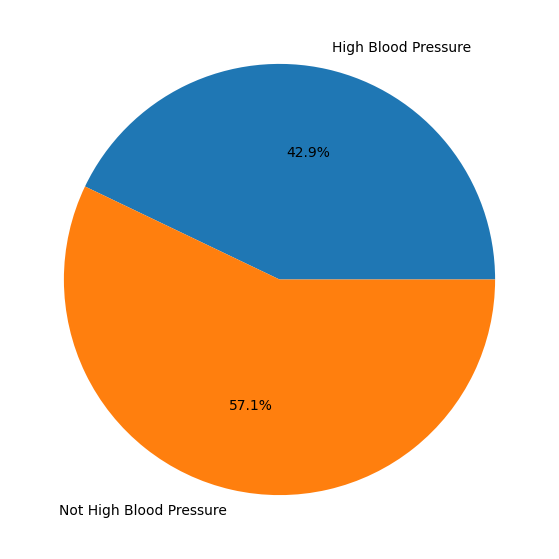 High Blood Pressure
42.9%
57.1%
Not High Blood Pressure